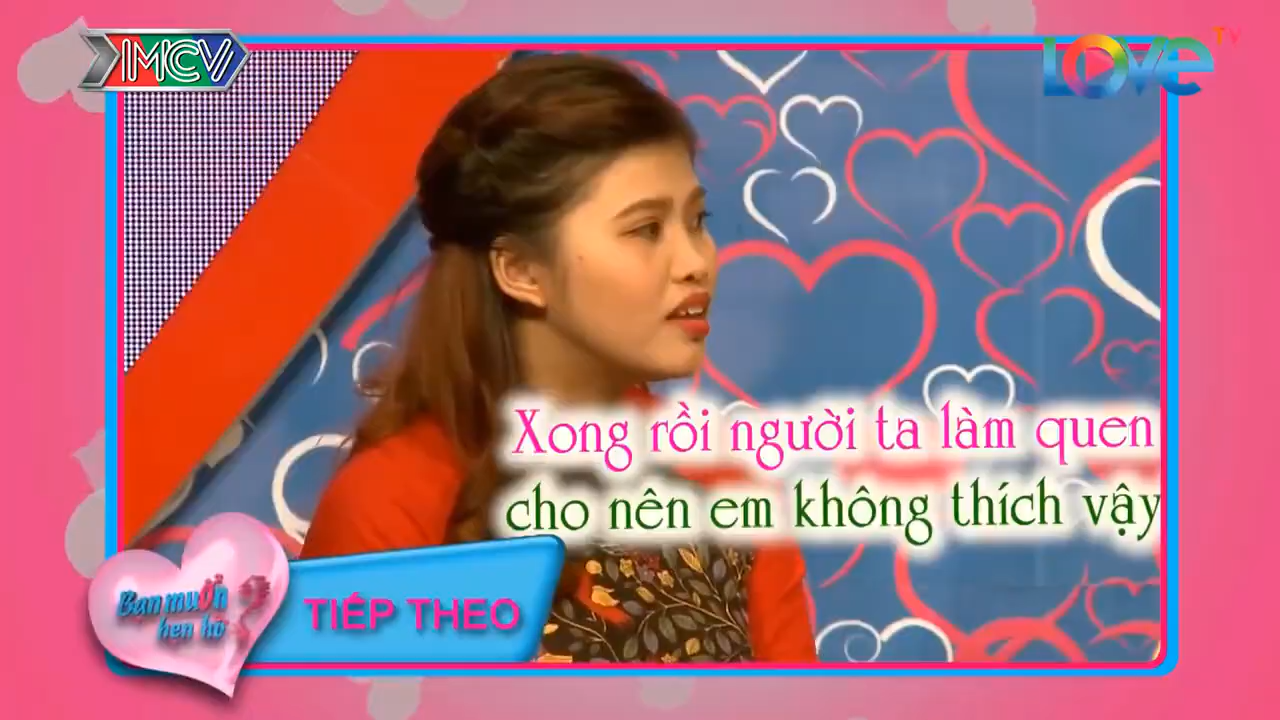 MCV
LOVE TV
Xong rồi người ta làm quen
cho nên em không thích vậy
Bạn muốn
hẹn hò
TIẾP THEO